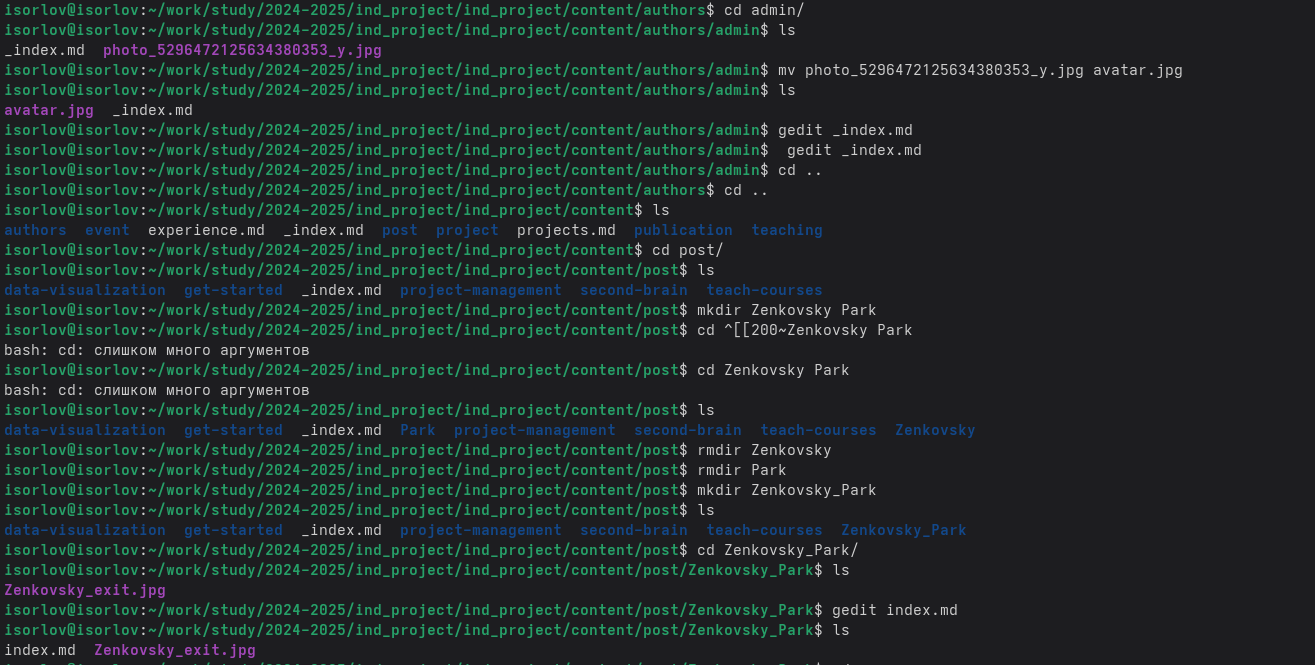 isorlov@isorlov:~/work/study/2024-2025/ind_project/ind_project/content/authors$ cd admin/
isorlov@isorlov:~/work/study/2024-2025/ind_project/ind_project/content/authors/admin$ ls
_index.md  photo_5296472125634380353_y.jpg
isorlov@isorlov:~/work/study/2024-2025/ind_project/ind_project/content/authors/admin$ mv photo_5296472125634380353_y.jpg avatar.jpg
isorlov@isorlov:~/work/study/2024-2025/ind_project/ind_project/content/authors/admin$ ls
avatar.jpg  _index.md
isorlov@isorlov:~/work/study/2024-2025/ind_project/ind_project/content/authors/admin$ gedit _index.md
isorlov@isorlov:~/work/study/2024-2025/ind_project/ind_project/content/authors/admin$  gedit _index.md
isorlov@isorlov:~/work/study/2024-2025/ind_project/ind_project/content/authors/admin$ cd ..
isorlov@isorlov:~/work/study/2024-2025/ind_project/ind_project/content/authors$ cd ..
isorlov@isorlov:~/work/study/2024-2025/ind_project/ind_project/content$ ls
authors  event  experience.md  _index.md  post  project  projects.md  publication  teaching
isorlov@isorlov:~/work/study/2024-2025/ind_project/ind_project/content$ cd post/
isorlov@isorlov:~/work/study/2024-2025/ind_project/ind_project/content/post$ ls
data-visualization  get-started  _index.md  project-management  second-brain  teach-courses
isorlov@isorlov:~/work/study/2024-2025/ind_project/ind_project/content/post$ mkdir Zenkovsky Park
isorlov@isorlov:~/work/study/2024-2025/ind_project/ind_project/content/post$ cd ^[[200~Zenkovsky Park
bash: cd: слишком много аргументов
isorlov@isorlov:~/work/study/2024-2025/ind_project/ind_project/content/post$ cd Zenkovsky Park
bash: cd: слишком много аргументов
isorlov@isorlov:~/work/study/2024-2025/ind_project/ind_project/content/post$ ls
data-visualization  get-started  _index.md  Park  project-management  second-brain  teach-courses  Zenkovsky
isorlov@isorlov:~/work/study/2024-2025/ind_project/ind_project/content/post$ rmdir Zenkovsky
isorlov@isorlov:~/work/study/2024-2025/ind_project/ind_project/content/post$ rmdir Park
isorlov@isorlov:~/work/study/2024-2025/ind_project/ind_project/content/post$ mkdir Zenkovsky_Park
isorlov@isorlov:~/work/study/2024-2025/ind_project/ind_project/content/post$ ls
data-visualization  get-started  _index.md  project-management  second-brain  teach-courses  Zenkovsky_Park
isorlov@isorlov:~/work/study/2024-2025/ind_project/ind_project/content/post$ cd Zenkovsky_Park/
isorlov@isorlov:~/work/study/2024-2025/ind_project/ind_project/content/post/Zenkovsky_Park$ ls
Zenkovsky_exit.jpg
isorlov@isorlov:~/work/study/2024-2025/ind_project/ind_project/content/post/Zenkovsky_Park$ gedit index.md
isorlov@isorlov:~/work/study/2024-2025/ind_project/ind_project/content/post/Zenkovsky_Park$ ls
index.md  Zenkovsky_exit.jpg